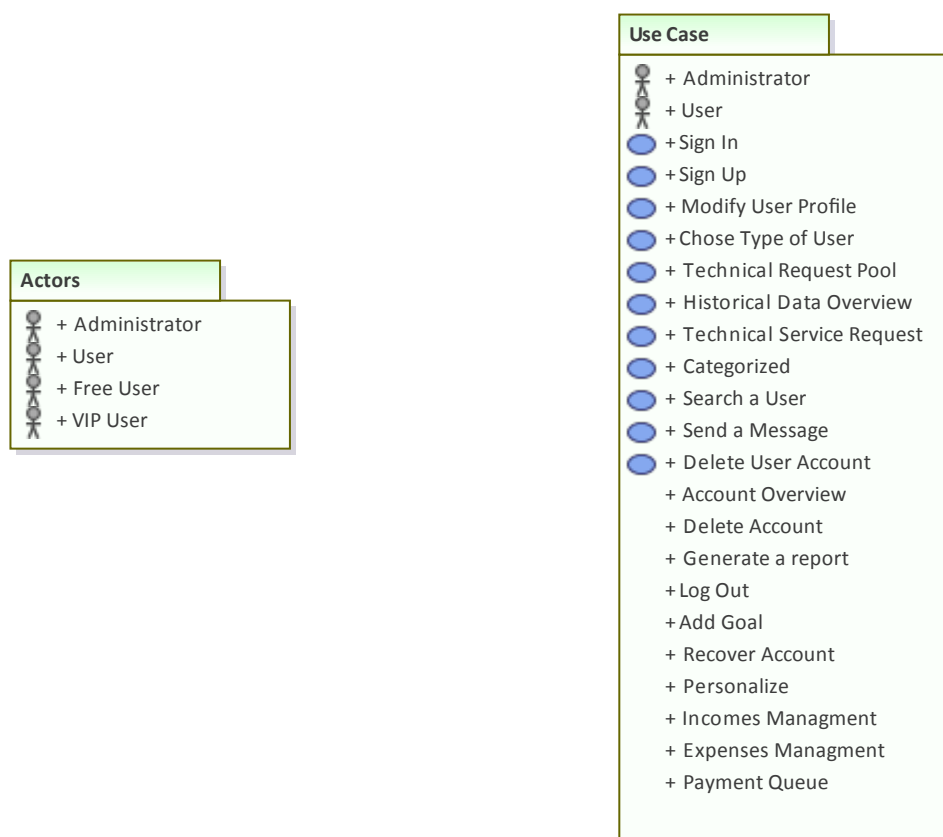 Use Case
+ Administrator
+ User
+ Sign In
+ Sign Up
+ Modify User Profile
+ Chose Type of User
+ Technical Request Pool
+ Historical Data Overview
+ Technical Service Request
+ Categorized
+ Search a User
+ Send a Message
+ Delete User Account
+ Account Overview
+ Delete Account
+ Generate a report
+ Log Out
+ Add Goal
+ Recover Account
+ Personalize
+ Incomes Managment
+ Expenses Managment
+ Payment Queue
Actors
+ Administrator
+ User
+ Free User
+ VIP User